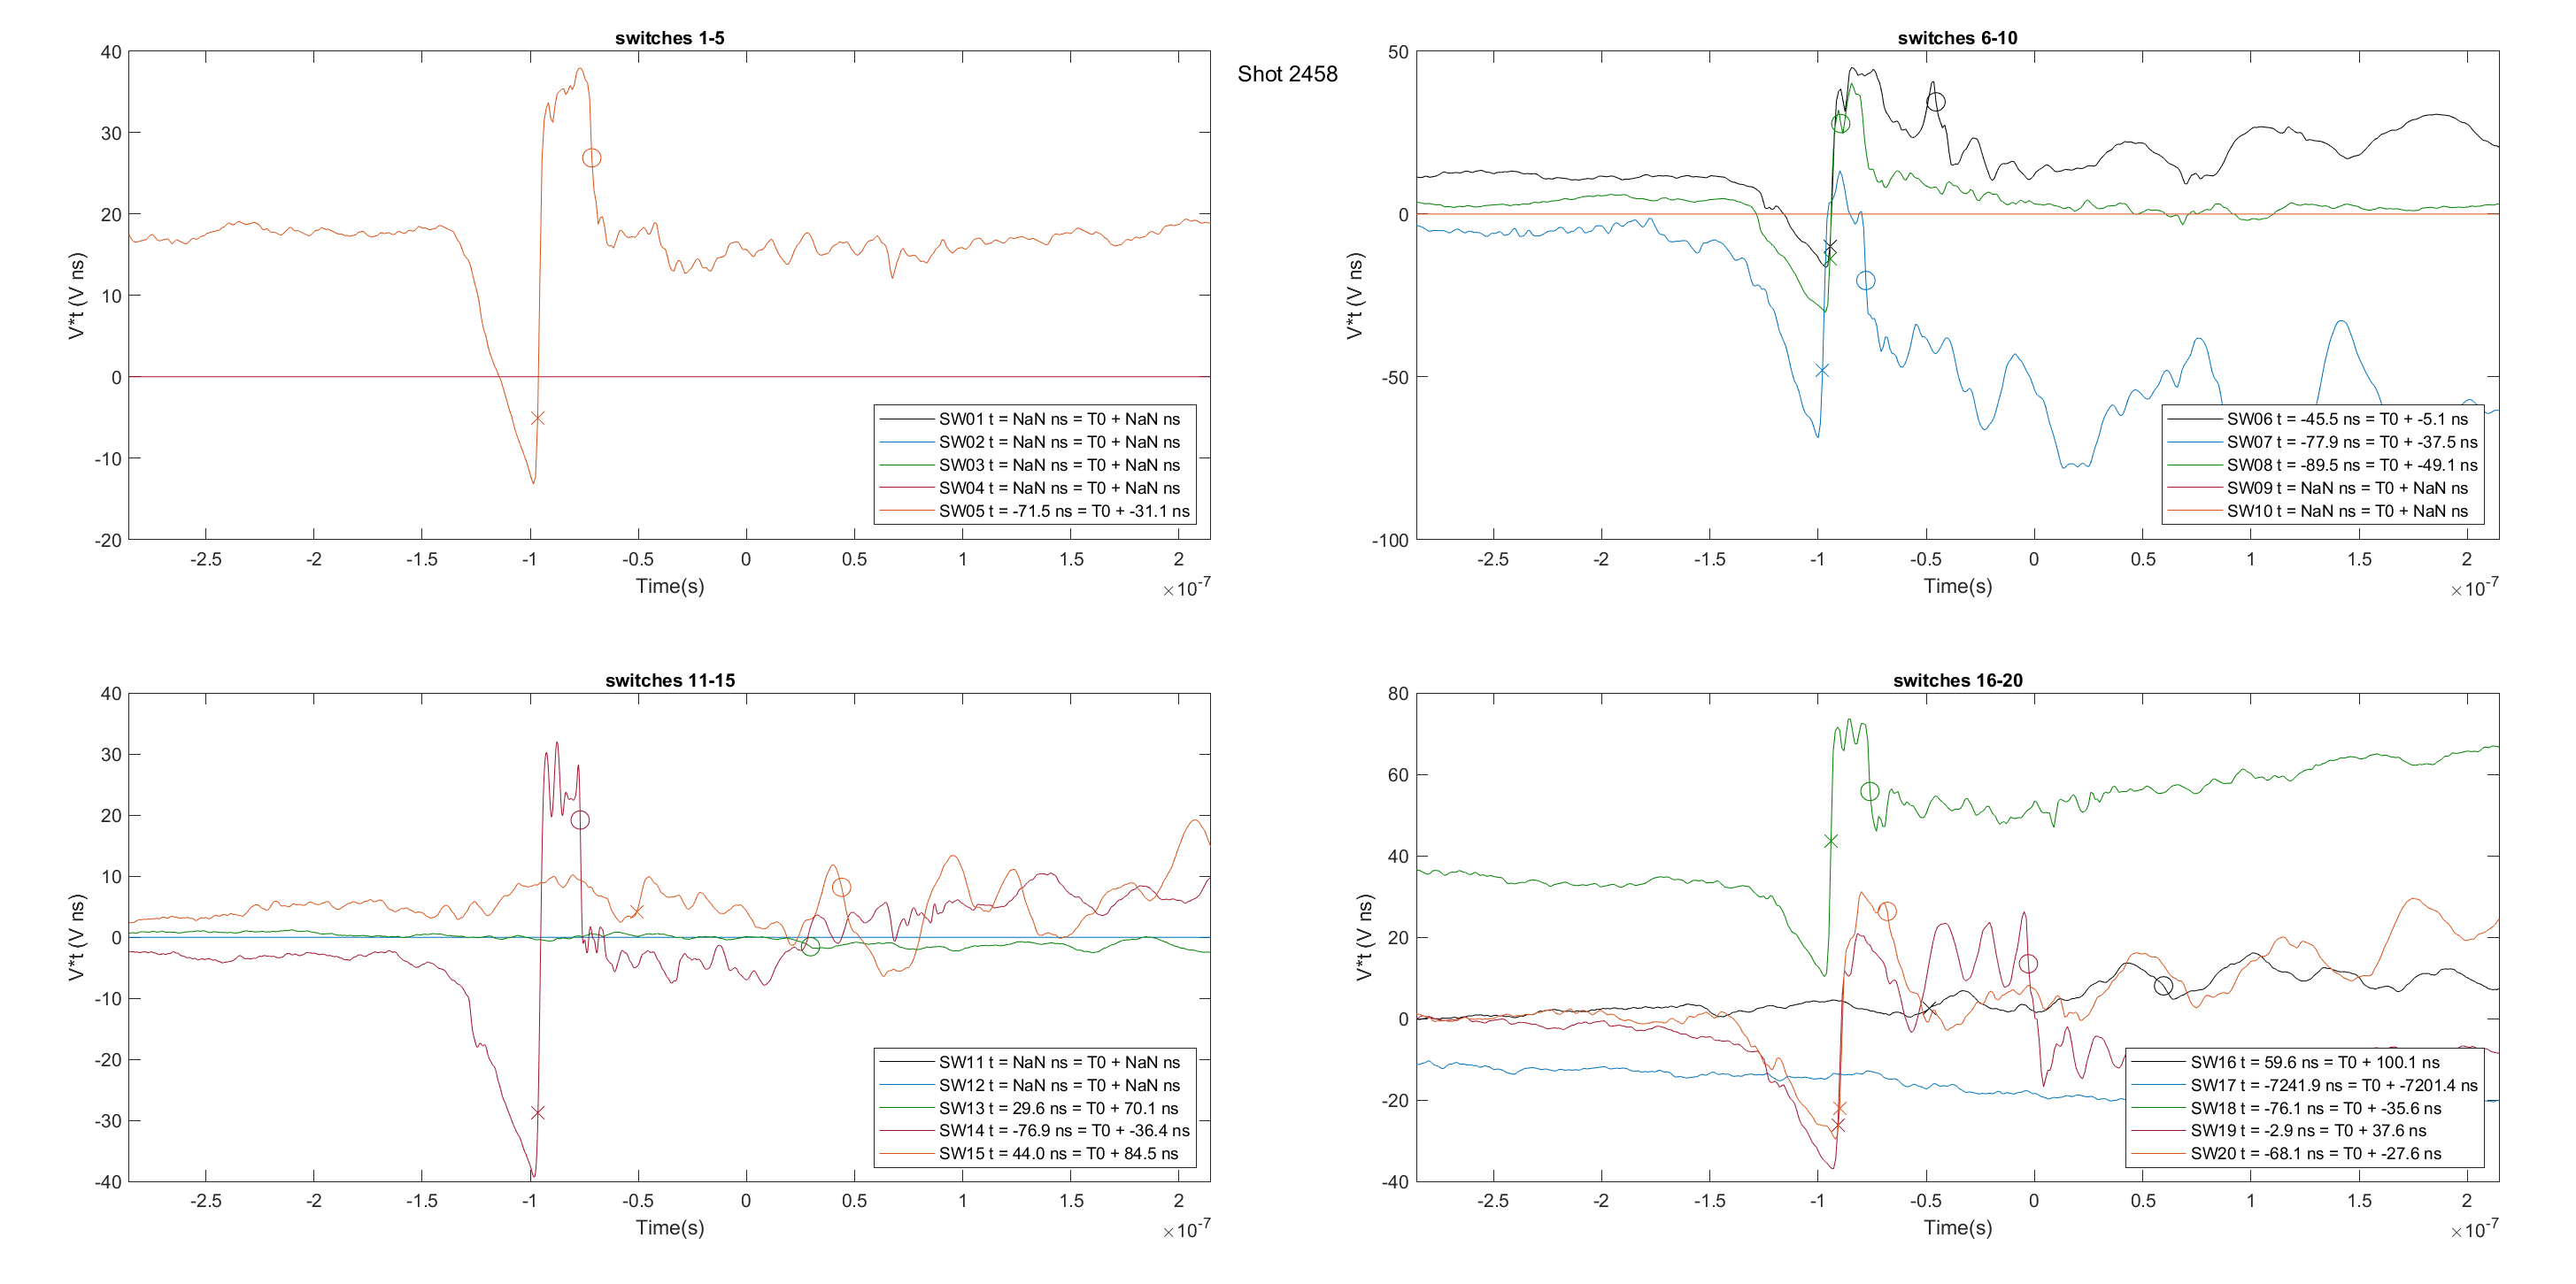 Shot 2458
switches 1-5
40
30
20
10
0
-10
-20
V*t (V ns)
-2.5 -2 -1.5 -1 -0.5 0 0.5 1 1.5 2
Time(s)
×10-7
SW01 t = NaN ns = T0 + NaN ns
SW02 t = NaN ns = T0 + NaN ns
SW03 t = NaN ns = T0 + NaN ns
SW04 t = NaN ns = T0 + NaN ns
SW05 t = -71.5 ns = T0 + -31.1 ns
switches 6-10
50
0
-50
-100
V*t (V ns)
-2.5 -2 -1.5 -1 -0.5 0 0.5 1 1.5 2
Time(s)
×10-7
SW06 t = -45.5 ns = T0 + -5.1 ns
SW07 t = -77.9 ns = T0 + -37.5 ns
SW08 t = -89.5 ns = T0 + -49.1 ns
SW09 t = NaN ns = T0 + NaN ns
SW10 t = NaN ns = T0 + NaN ns
switches 11-15
40
30
20
10
0
-10
-20
-30
-40
V*t (V ns)
-2.5 -2 -1.5 -1 -0.5 0 0.5 1 1.5 2
Time(s)
×10-7
SW11 t = NaN ns = T0 + NaN ns
SW12 t = NaN ns = T0 + NaN ns
SW13 t = 29.6 ns = T0 + 70.1 ns
SW14 t = -76.9 ns = T0 + -36.4 ns
SW15 t = 44.0 ns = T0 + 84.5 ns
switches 16-20
80
60
40
20
0
-20
-40
V*t (V ns)
-2.5 -2 -1.5 -1 -0.5 0 0.5 1 1.5 2
Time(s)
×10-7
SW16 t = 59.6 ns = T0 + 100.1 ns
SW17 t = -7241.9 ns = T0 + -7201.4 ns
SW18 t = -76.1 ns = T0 + -35.6 ns
SW19 t = -2.9 ns = T0 + 37.6 ns
SW20 t = -68.1 ns = T0 + -27.6 ns